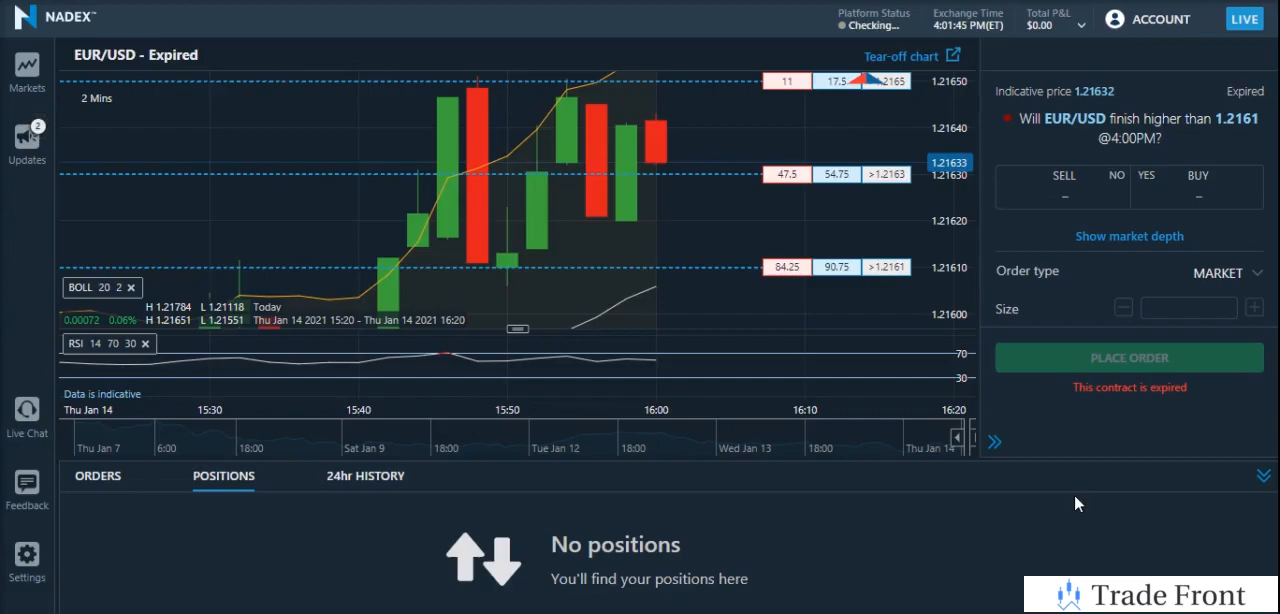 NADEX™
Platform Status
Checking...
Exchange Time
4:01:45 PM(ET)
Total P&L
$0.00
ACCOUNT
LIVE
Markets
2
Updates
Live Chat
Feedback
Settings
EUR/USD - Expired
Tear-off chart
2 Mins
11 17.5 1.2165
47.5 54.75 >1.2163
84.25 90.75 >1.2161
1.21650
1.21640
1.21633
1.21630
1.21620
1.21610
1.21600
BOLL 20 2 ×
H 1.21784 L 1.21118 Today
0.00072 0.06% H 1.21651 L 1.21551 Thu Jan 14 2021 15:20 - Thu Jan 14 2021 16:20
RSI 14 70 30 ×
70
30
Data is indicative
Thu Jan 14 15:30 15:40 15:50 16:00 16:10 16:20
Thu Jan 7 6:00 18:00 Sat Jan 9 18:00 Tue Jan 12 18:00 Wed Jan 13 18:00 Thu Jan 14
Indicative price 1.21632 Expired
Will EUR/USD finish higher than 1.2161
@4:00PM?
SELL NO YES BUY
– –
Show market depth
Order type MARKET
Size
PLACE ORDER
This contract is expired
ORDERS POSITIONS 24hr HISTORY
No positions
You'll find your positions here
Trade Front